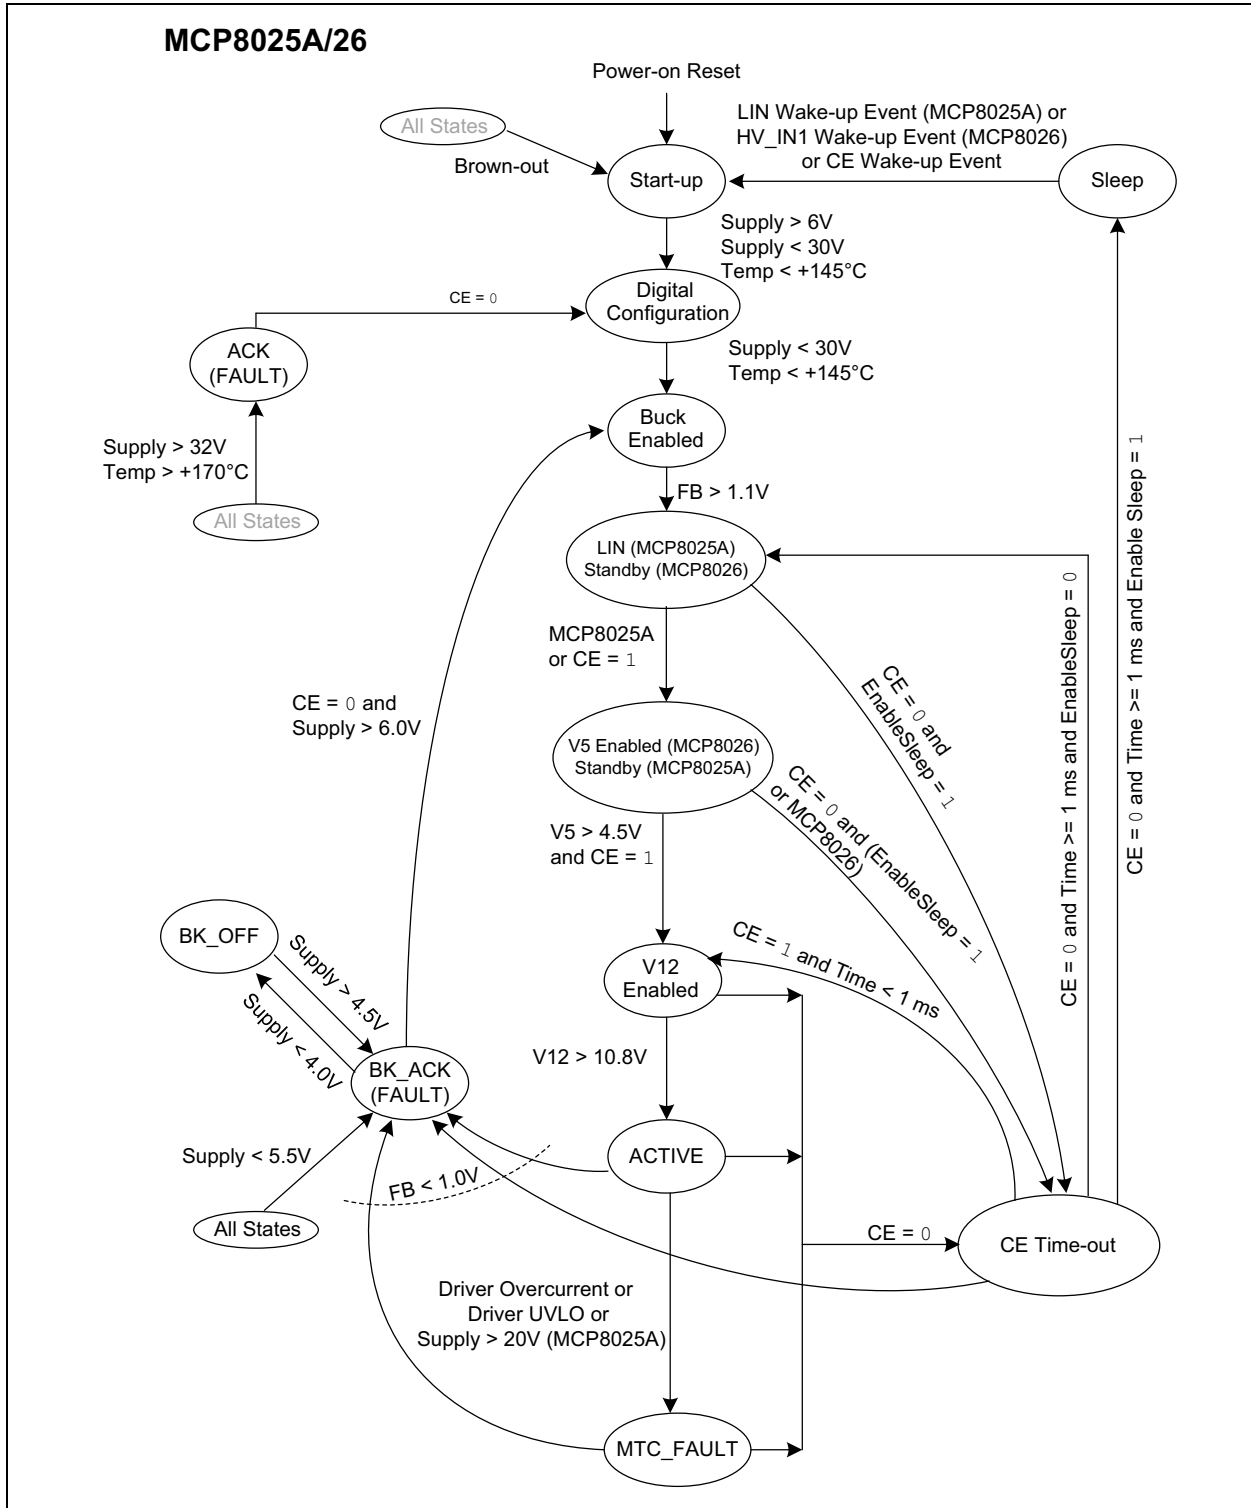 MCP8025A/26
Power-on Reset
All States
Brown-out
LIN Wake-up Event (MCP8025A) or
HV_IN1 Wake-up Event (MCP8026)
or CE Wake-up Event
Start-up
Sleep
Supply > 6V
Supply < 30V
Temp < +145°C
Digital
Configuration
CE = 0
ACK
(FAULT)
Supply < 30V
Temp < +145°C
Buck
Enabled
Supply > 32V
Temp > +170°C
All States
FB > 1.1V
LIN (MCP8025A)
Standby (MCP8026)
CE = 0 and Time >= 1 ms and EnableSleep = 0
CE = 0 and Time >= 1 ms and Enable Sleep = 1
MCP8025A
or CE = 1
CE = 0 and
EnableSleep = 1
CE = 0 and
Supply > 6.0V
V5 Enabled (MCP8026)
Standby (MCP8025A)
CE = 0 and (EnableSleep = 1
or MCP8026)
V5 > 4.5V
and CE = 1
BK_OFF
Supply > 4.5V
Supply < 4.0V
V12
Enabled
CE = 1 and Time < 1 ms
V12 > 10.8V
BK_ACK
(FAULT)
Supply < 5.5V
FB < 1.0V
ACTIVE
All States
CE = 0
CE Time-out
Driver Overcurrent or
Driver UVLO or
Supply > 20V (MCP8025A)
MTC_FAULT